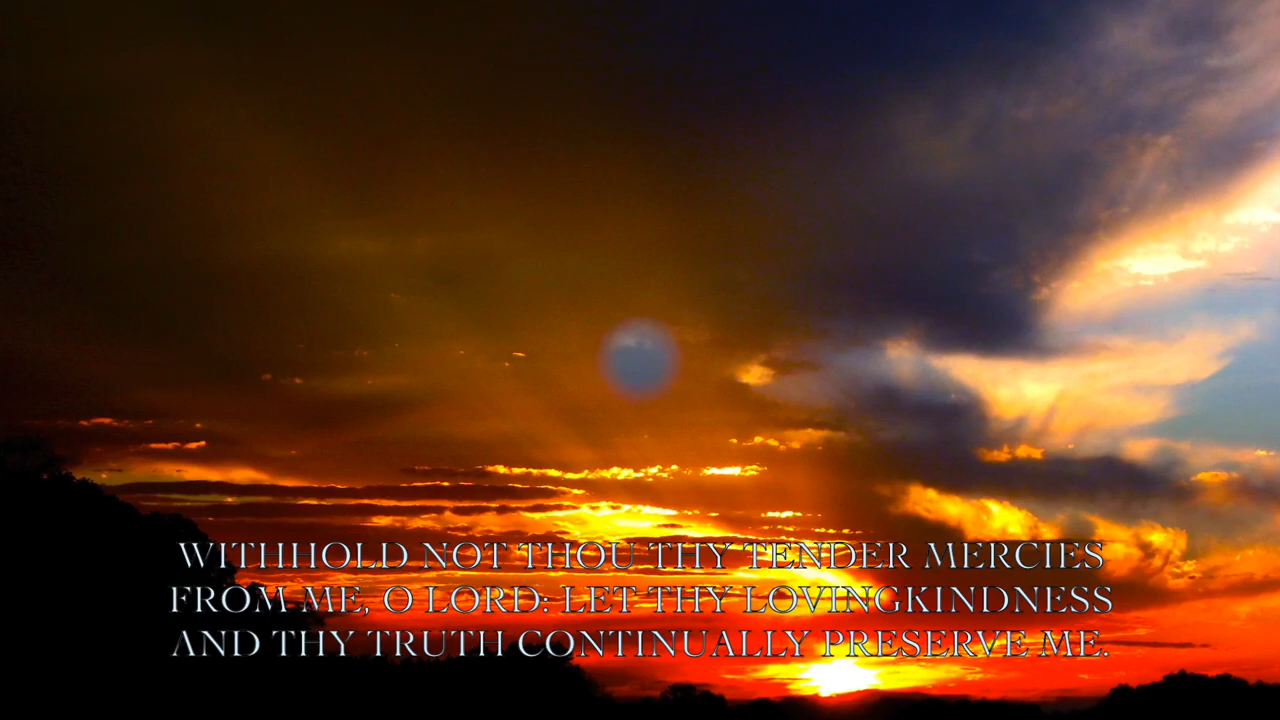 WITHHOLD NOT THOU THY TENDER MERCIES
FROM ME, O LORD: LET THY LOVINGKINDNESS
AND THY TRUTH CONTINUALLY PRESERVE ME.